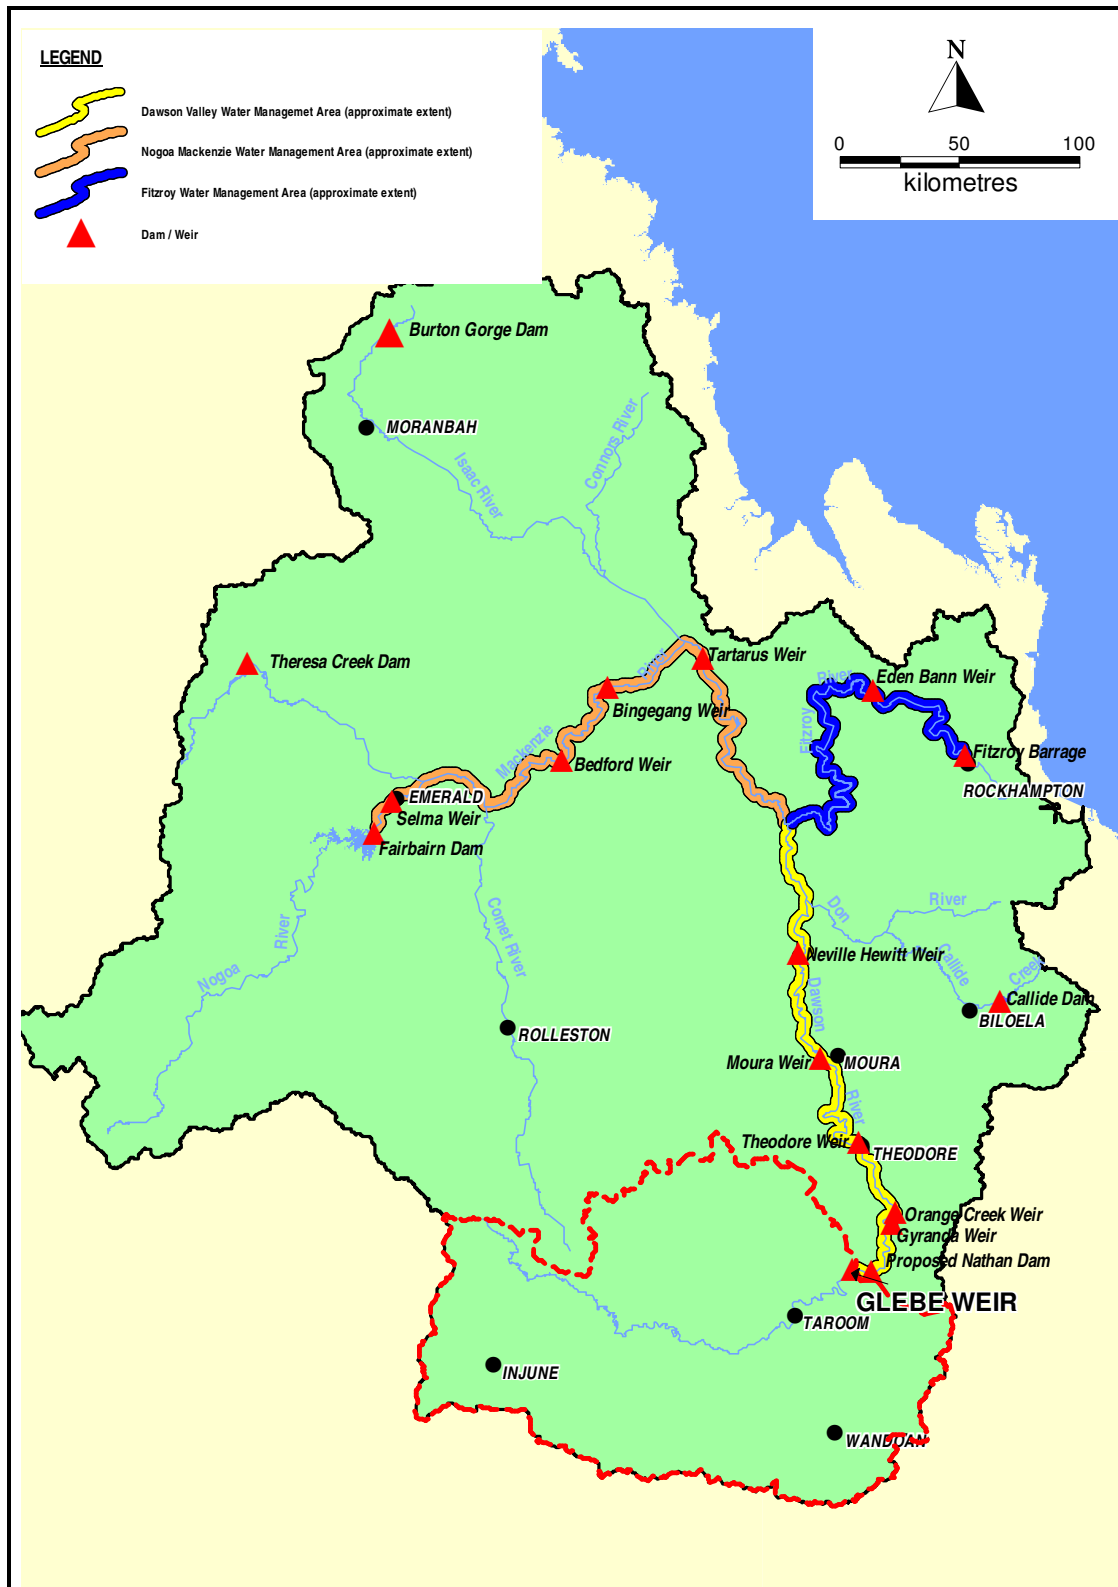 LEGEND
Dawson Valley Water Managemet Area (approximate extent)
Nogoa Mackenzie Water Management Area (approximate extent)
Fitzroy Water Management Area (approximate extent)
Dam / Weir
N
0 50 100
kilometres
Burton Gorge Dam
MORANBAH
Isaac River
Connors River
Theresa Creek Dam
Tartarus Weir
River
Eden Bann Weir
River
Bingegang Weir
Fitzroy
Mackenzie
Fitzroy Barrage
Bedford Weir
ROCKHAMPTON
EMERALD
Selma Weir
Fairbairn Dam
Comet River
River
Nogoa
Don
River
Neville Hewitt Weir
Callide
Creek
Dawson
Callide Dam
BILOELA
ROLLESTON
Moura Weir
MOURA
River
Theodore Weir
THEODORE
Orange Creek Weir
Gyranda Weir
Proposed Nathan Dam
GLEBE WEIR
TAROOM
INJUNE
WANDOAN